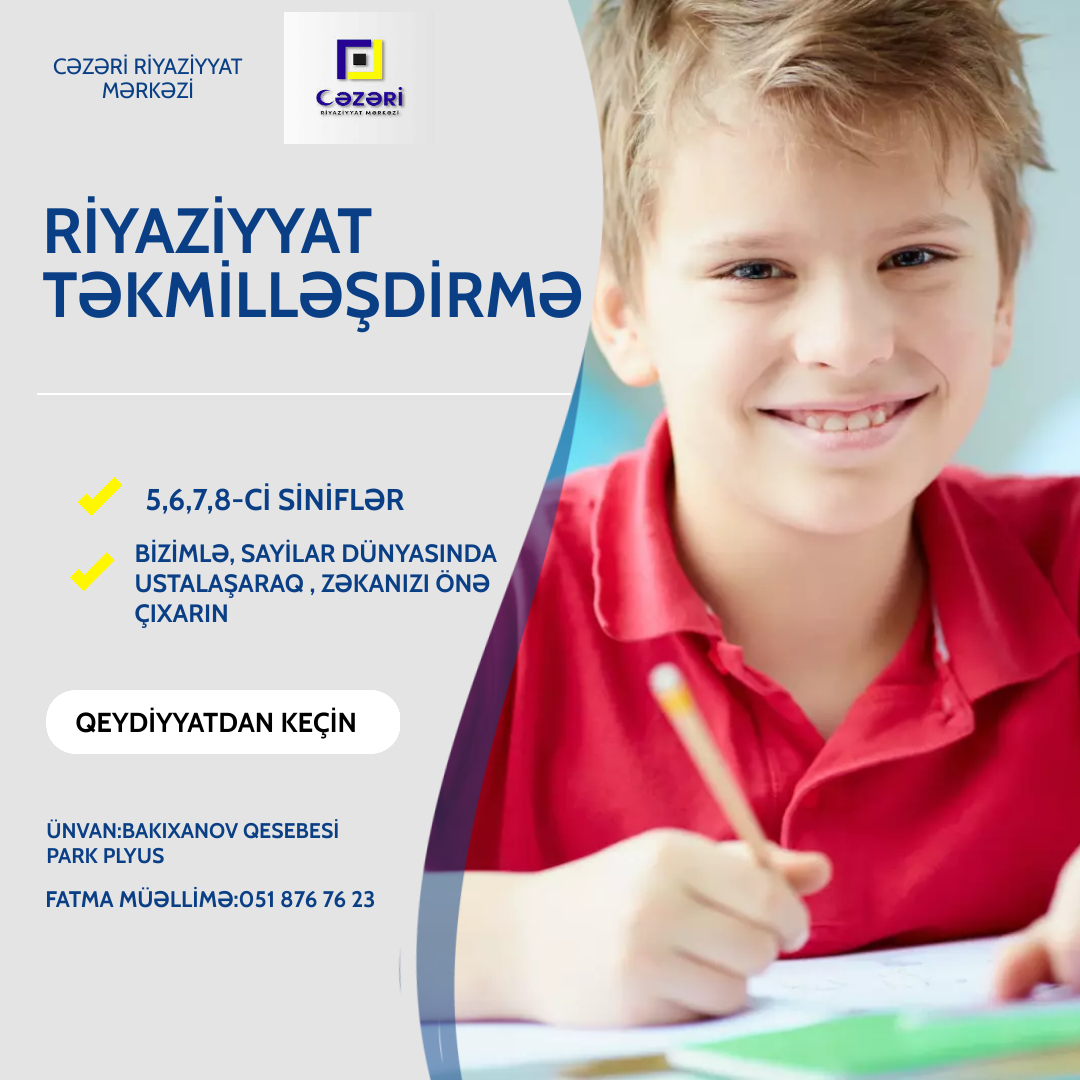 CƏZƏRİ RİYAZİYYAT
MƏRKƏZİ
CƏZƏRİ
RİYAZİYYAT MƏRKƏZİ
RİYAZİYYAT
TƏKMİLLƏŞDİRMƏ
5,6,7,8-Cİ SİNİFLƏR
BİZİMLƏ, SAYİLAR DÜNYASINDA
USTALAŞARAQ , ZƏKANIZI ÖNƏ
ÇIXARIN
QEYDİYYATDAN KEÇİN
ÜNVAN:BAKIXANOV QESEBESİ
PARK PLYUS
FATMA MÜƏLLİMƏ:051 876 76 23